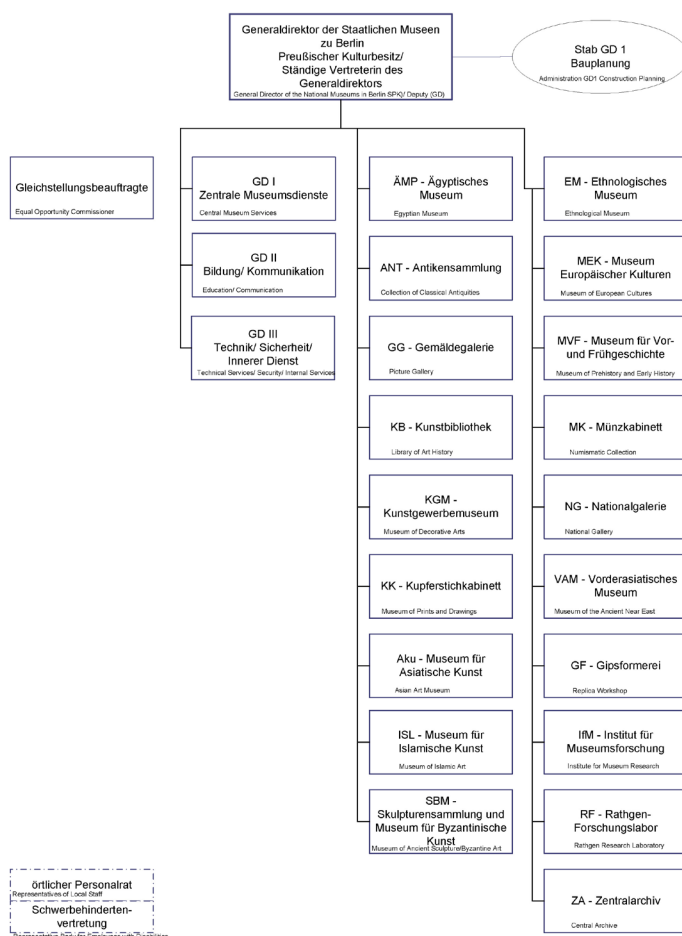 Generaldirektor der Staatlichen Museen
zu Berlin
Preußischer Kulturbesitz/
Ständige Vertreterin des
Generaldirektors
General Director of the National Museums in Berlin SPK)/ Deputy (GD)
Stab GD 1
Bauplanung
Administration GD1 Construction Planning
Gleichstellungsbeauftragte
Equal Opportunity Commissioner
GD I
Zentrale Museumsdienste
Central Museum Services
GD II
Bildung/ Kommunikation
Education/ Communication
GD III
Technik/ Sicherheit/
Innerer Dienst
Technical Services/ Security/ Internal Services
ÄMP - Ägyptisches
Museum
Egyptian Museum
ANT - Antikensammlung
Collection of Classical Antiquities
GG - Gemäldegalerie
Picture Gallery
KB - Kunstbibliothek
Library of Art History
KGM -
Kunstgewerbemuseum
Museum of Decorative Arts
KK - Kupferstichkabinett
Museum of Prints and Drawings
Aku - Museum für
Asiatische Kunst
Asian Art Museum
ISL - Museum für
Islamische Kunst
Museum of Islamic Art
SBM -
Skulpturensammlung und
Museum für Byzantinische
Kunst
Museum of Ancient Sculpture/Byzantine Art
EM - Ethnologisches
Museum
Ethnological Museum
MEK - Museum
Europäischer Kulturen
Museum of European Cultures
MVF - Museum für Vor-
und Frühgeschichte
Museum of Prehistory and Early History
MK - Münzkabinett
Numismatic Collection
NG - Nationalgalerie
National Gallery
VAM - Vorderasiatisches
Museum
Museum of the Ancient Near East
GF - Gipsformerei
Replica Workshop
IfM - Institut für
Museumsforschung
Institute for Museum Research
RF - Rathgen-
Forschungslabor
Rathgen Research Laboratory
ZA - Zentralarchiv
Central Archive
örtlicher Personalrat
Representatives of Local Staff
Schwerbehinderten-
vertretung
Representative Body for Employees with Disabilities